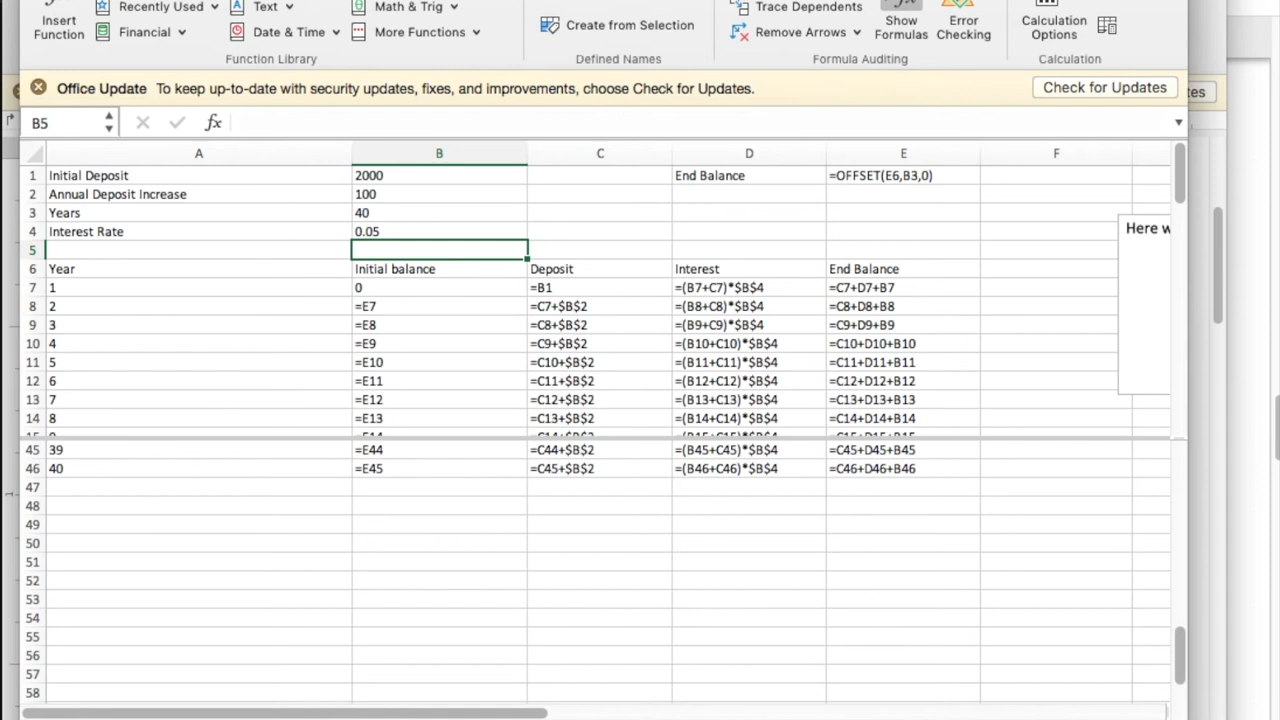 Recently Used Text Math & Trig Trace Dependents
Insert Function Financial Date & Time More Functions Create from Selection Remove Arrows Show Formulas Error Checking Calculation Options
Function Library Defined Names Formula Auditing Calculation
Office Update To keep up-to-date with security updates, fixes, and improvements, choose Check for Updates. Check for Updates
B5 fx
A B C D E F
1 Initial Deposit 2000 End Balance =OFFSET(E6,B3,0)
2 Annual Deposit Increase 100
3 Years 40
4 Interest Rate 0.05 Here w
5
6 Year Initial balance Deposit Interest End Balance
7 1 0 =B1 =(B7+C7)*$B$4 =C7+D7+B7
8 2 =E7 =C7+$B$2 =(B8+C8)*$B$4 =C8+D8+B8
9 3 =E8 =C8+$B$2 =(B9+C9)*$B$4 =C9+D9+B9
10 4 =E9 =C9+$B$2 =(B10+C10)*$B$4 =C10+D10+B10
11 5 =E10 =C10+$B$2 =(B11+C11)*$B$4 =C11+D11+B11
12 6 =E11 =C11+$B$2 =(B12+C12)*$B$4 =C12+D12+B12
13 7 =E12 =C12+$B$2 =(B13+C13)*$B$4 =C13+D13+B13
14 8 =E13 =C13+$B$2 =(B14+C14)*$B$4 =C14+D14+B14
45 39 =E44 =C44+$B$2 =(B45+C45)*$B$4 =C45+D45+B45
46 40 =E45 =C45+$B$2 =(B46+C46)*$B$4 =C46+D46+B46
47
48
49
50
51
52
53
54
55
56
57
58